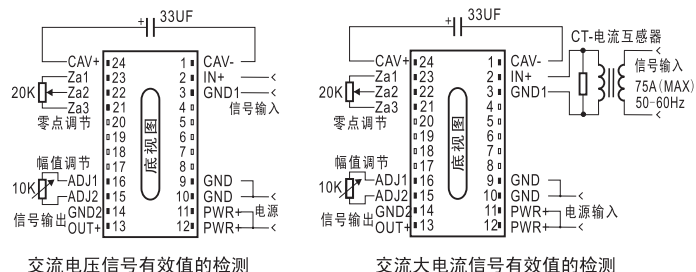 33UF
CAV+ 24 1 CAV-
Za1 23 2 IN+
20K Za2 22 3 GND1
Za3 21 4 信号输入
零点调节 20 5
19 6
18 7
幅值调节 17 8
10K ADJ1 16 9 GND
ADJ2 15 10 GND 电源
信号输出 GND2 14 11 PWR+
OUT+ 13 12 PWR+
底视图
交流电压信号有效值的检测
33UF
CT-电流互感器
CAV+ 24 1 CAV-
Za1 23 2 IN+
20K Za2 22 3 GND1
Za3 21 4
零点调节 20 5
19 6
18 7
幅值调节 17 8
10K ADJ1 16 9 GND
ADJ2 15 10 GND
信号输出 GND2 14 11 PWR+ 电源输入
OUT+ 13 12 PWR+
底视图
信号输入
75A(MAX)
50-60Hz
交流大电流信号有效值的检测